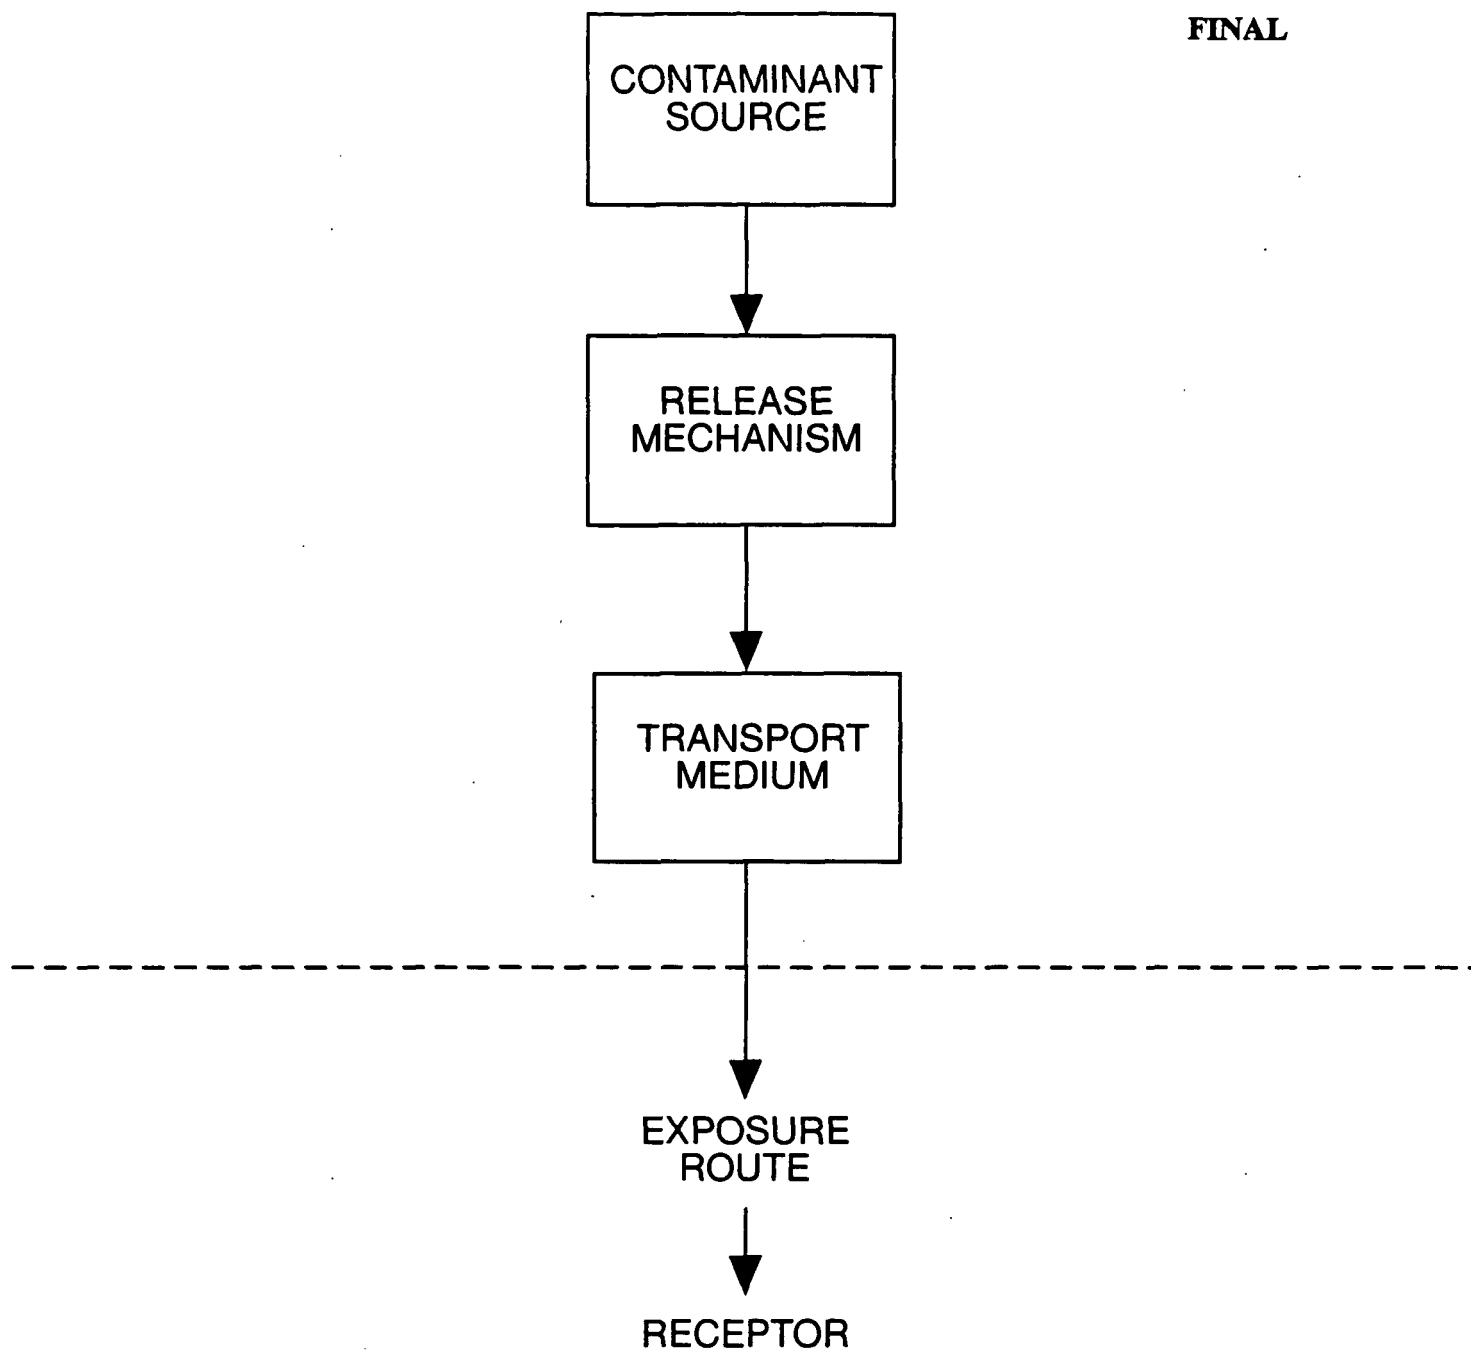 FINAL
CONTAMINANT
SOURCE
RELEASE
MECHANISM
TRANSPORT
MEDIUM
EXPOSURE
ROUTE
RECEPTOR